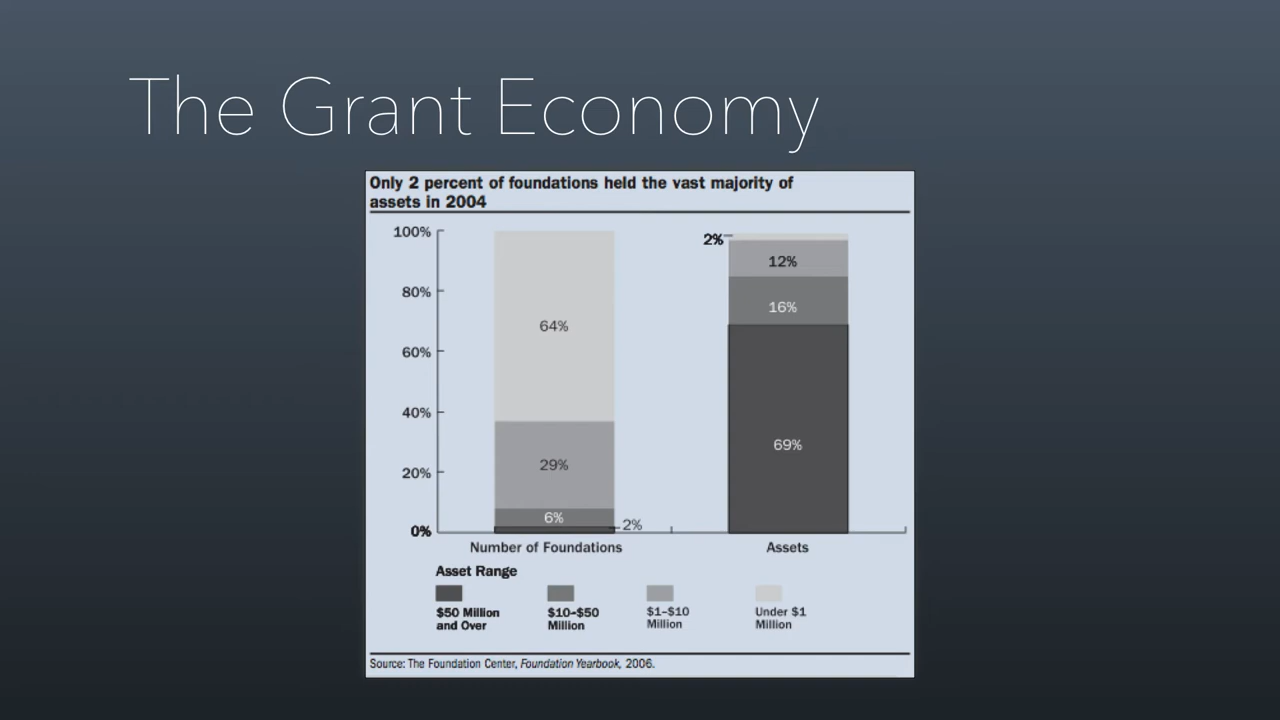 The Grant Economy
Only 2 percent of foundations held the vast majority of
assets in 2004
100%
80%
60%
40%
20%
0%
64%
29%
6%
2%
2%
12%
16%
69%
Number of Foundations
Assets
Asset Range
$50 Million
and Over
$10–$50
Million
$1–$10
Million
Under $1
Million
Source: The Foundation Center, Foundation Yearbook, 2006.